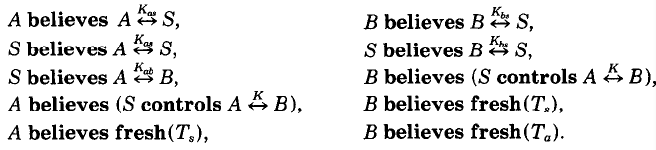 A believes A ↔^{K_{as}} S,
S believes A ↔^{K_{as}} S,
S believes A ↔^{K_{ab}} B,
A believes (S controls A ↔^{K} B),
A believes fresh(T_s),
B believes B ↔^{K_{bs}} S,
S believes B ↔^{K_{bs}} S,
B believes (S controls A ↔^{K} B),
B believes fresh(T_s),
B believes fresh(T_a).